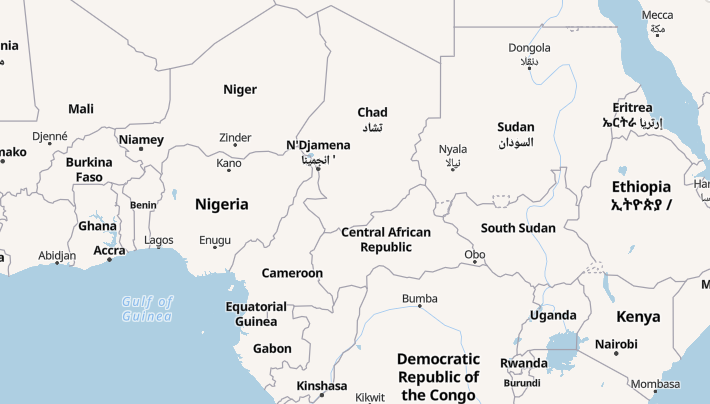 Mecca
مكة
nia
Dongola
دنقلا
Niger
Mali
Chad
تشاد
Eritrea
ኤርትራ إرتريا
Sudan
السودان
Djenné
Niamey
Zinder
N'Djamena
انجمينا '
Nyala
نيالا
mako
Burkina
Faso
Kano
Har
Ethiopia
ኢትዮጵያ /
Benin
Nigeria
Ghana
Accra
Lagos
Enugu
Central African
Republic
South Sudan
Abidjan
Obo
Cameroon
Gulf of
Guinea
Bumba
Equatorial
Guinea
Uganda
Kenya
Gabon
Nairobi
Democratic
Republic of
the Congo
Rwanda
Burundi
Kinshasa
Kikwit
Mombasa